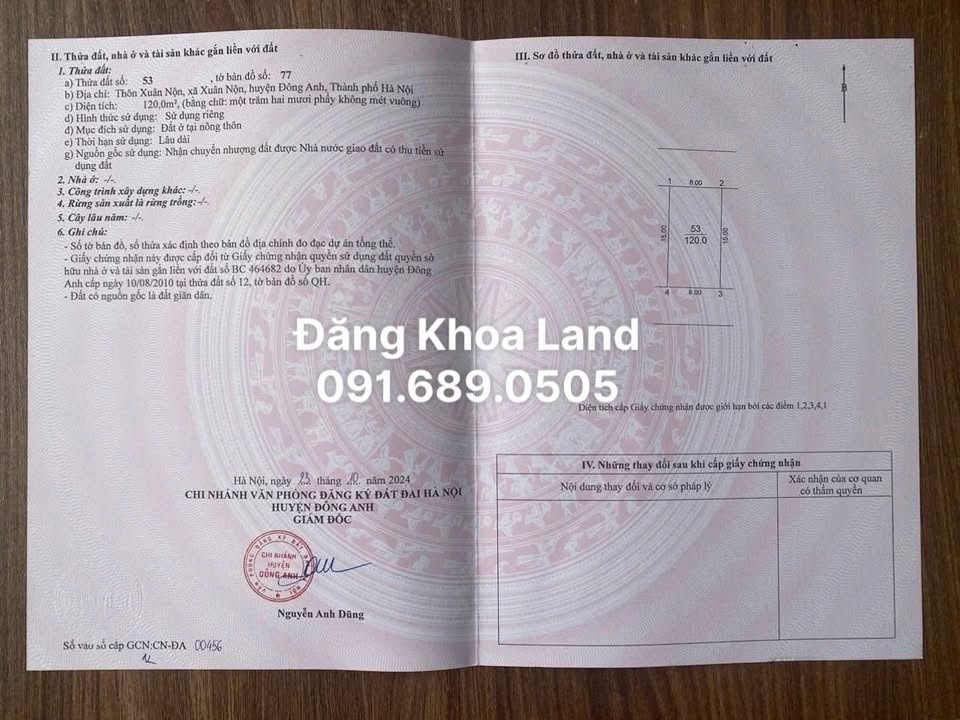 II. Thửa đất, nhà ở và tài sản khác gắn liền với đất
1. Thửa đất:
a) Thửa đất số: 53 , tờ bản đồ số: 77
b) Địa chỉ: Thôn Xuân Nộn, xã Xuân Nộn, huyện Đông Anh, Thành phố Hà Nội
c) Diện tích: 120,0m², (bằng chữ: một trăm hai mươi phẩy không mét vuông)
d) Hình thức sử dụng: Sử dụng riêng
đ) Mục đích sử dụng: Đất ở tại nông thôn
e) Thời hạn sử dụng: Lâu dài
g) Nguồn gốc sử dụng: Nhận chuyển nhượng đất được Nhà nước giao đất có thu tiền sử
dụng đất
2. Nhà ở: -/-.
3. Công trình xây dựng khác: -/-.
4. Rừng sản xuất là rừng trồng:-/-.
5. Cây lâu năm: -/-.
6. Ghi chú:
- Số tờ bản đồ, số thửa xác định theo bản đồ địa chính đo đạc dự án tổng thể.
- Giấy chứng nhận này được cấp đổi từ Giấy chứng nhận quyền sử dụng đất quyền sở
hữu nhà ở và tài sản gắn liền với đất số BC 464682 do Ủy ban nhân dân huyện Đông
Anh cấp ngày 10/08/2010 tại thửa đất số 12, tờ bản đồ số QH.
- Đất có nguồn gốc là đất giãn dân.
Hà Nội, ngày 23 tháng 12 năm 2024
CHI NHÁNH VĂN PHÒNG ĐĂNG KÝ ĐẤT ĐAI HÀ NỘI
HUYỆN ĐÔNG ANH
GIÁM ĐỐC
CHI NHÁNH
HUYỆN
ĐÔNG ANH
Nguyễn Anh Dũng
Số vào sổ cấp GCN:CN-ĐA 00456
III. Sơ đồ thửa đất, nhà ở và tài sản khác gắn liền với đất
B
1 8.00 2
15.00 53 15.00
120.0
4 8.00 3
Diện tích cấp Giấy chứng nhận được giới hạn bởi các điểm 1,2,3,4,1
IV. Những thay đổi sau khi cấp giấy chứng nhận
Nội dung thay đổi và cơ sở pháp lý
Xác nhận của cơ quan
có thẩm quyền
Đăng Khoa Land
091.689.0505